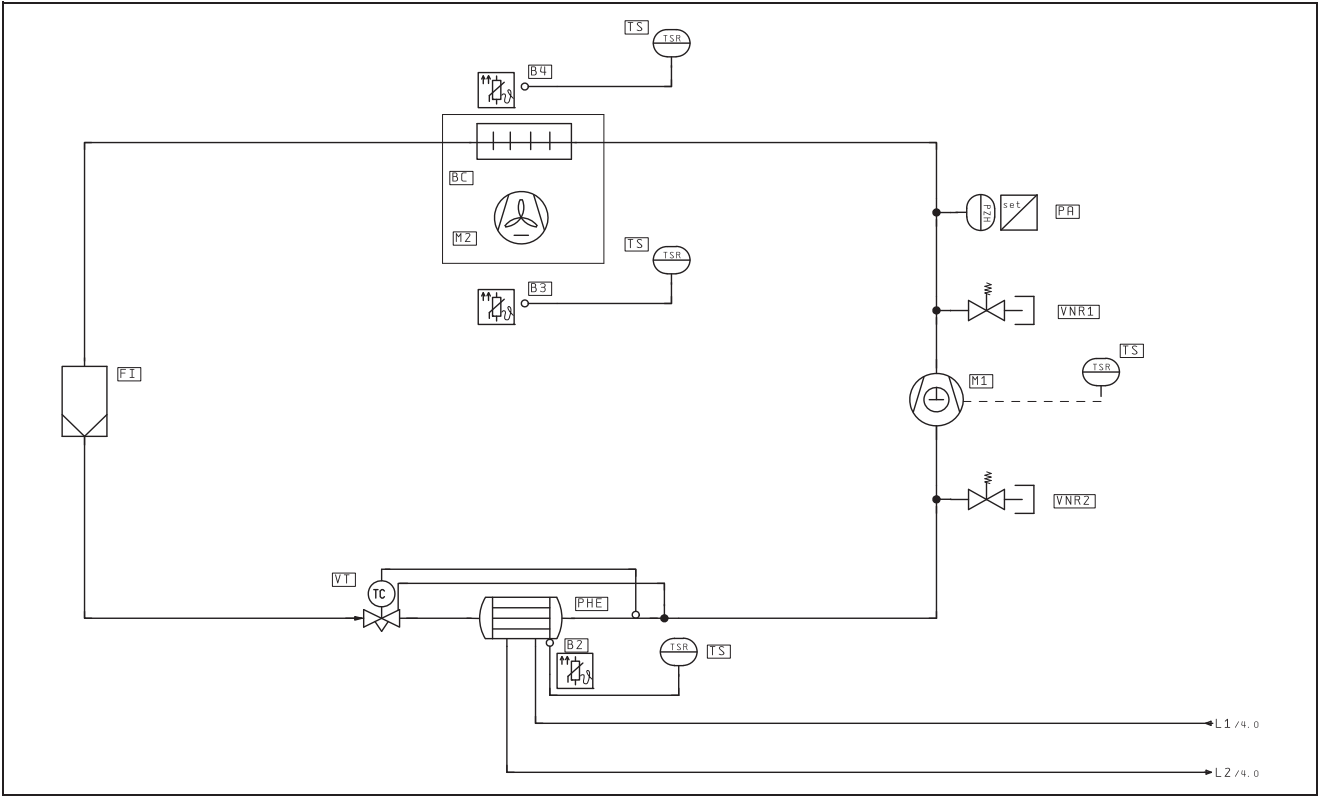 TS
TSR
B4
BC
PZH
set
PA
M2
TS
TSR
B3
VNR1
TS
TSR
FI
M1
VNR2
VT
TC
PHE
B2
TSR
TS
L1/4.0
L2/4.0